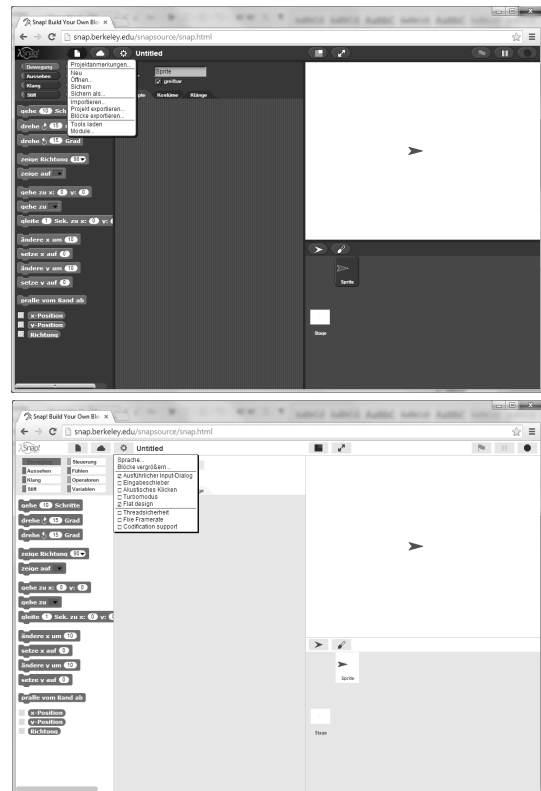 Snap! Build Your Own Blo ×
snap.berkeley.edu/snapsource/snap.html
Snap!
Untitled
Bewegung
Aussehen
Klang
Stift
Projektanmerkungen...
Neu
Öffnen...
Sichern
Sichern als...
Importieren...
Projekt exportieren...
Blöcke exportieren...
Tools laden
Module...
Sprite
greifbar
Kostüme Klänge
gehe 10 Sch
drehe 15
drehe 15 Grad
zeige Richtung 90
zeige auf
gehe zu x: 0 y: 0
gehe zu
gleite 1 Sek. zu x: 0 y:
ändere x um 10
setze x auf 0
ändere y um 10
setze y auf 0
pralle vom Rand ab
x-Position
y-Position
Richtung
Sprite
Stage
Snap! Build Your Own Blo ×
snap.berkeley.edu/snapsource/snap.html
Snap!
Untitled
Bewegung Steuerung
Aussehen Fühlen
Klang Operatoren
Stift Variablen
Sprache...
Blöcke vergrößern...
Ausführlicher Input-Dialog
Eingabeschieber
Akustisches Klicken
Turbomodus
Flat design
Threadsicherheit
Fixe Framerate
Codification support
gehe 10 Schritte
drehe 15 Grad
drehe 15 Grad
zeige Richtung 90
zeige auf
gehe zu x: 0 y: 0
gehe zu
gleite 1 Sek. zu x: 0 y:
ändere x um 10
setze x auf 0
ändere y um 10
setze y auf 0
pralle vom Rand ab
x-Position
y-Position
Richtung
Sprite
Stage